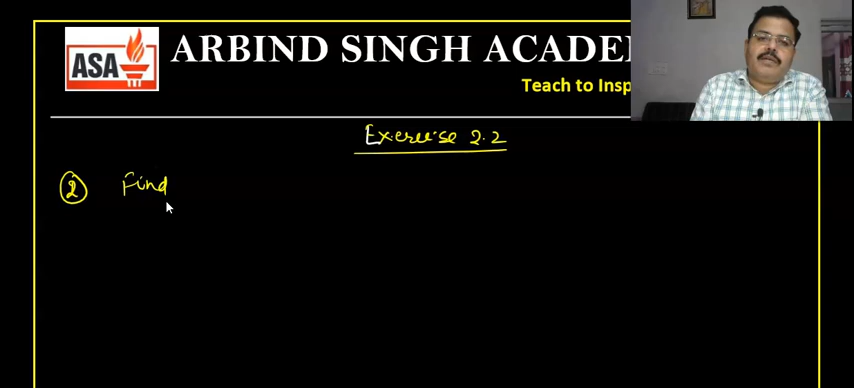 ASA
ARBIND SINGH ACADE
Teach to Insp
Exercise 2.2
2 Find